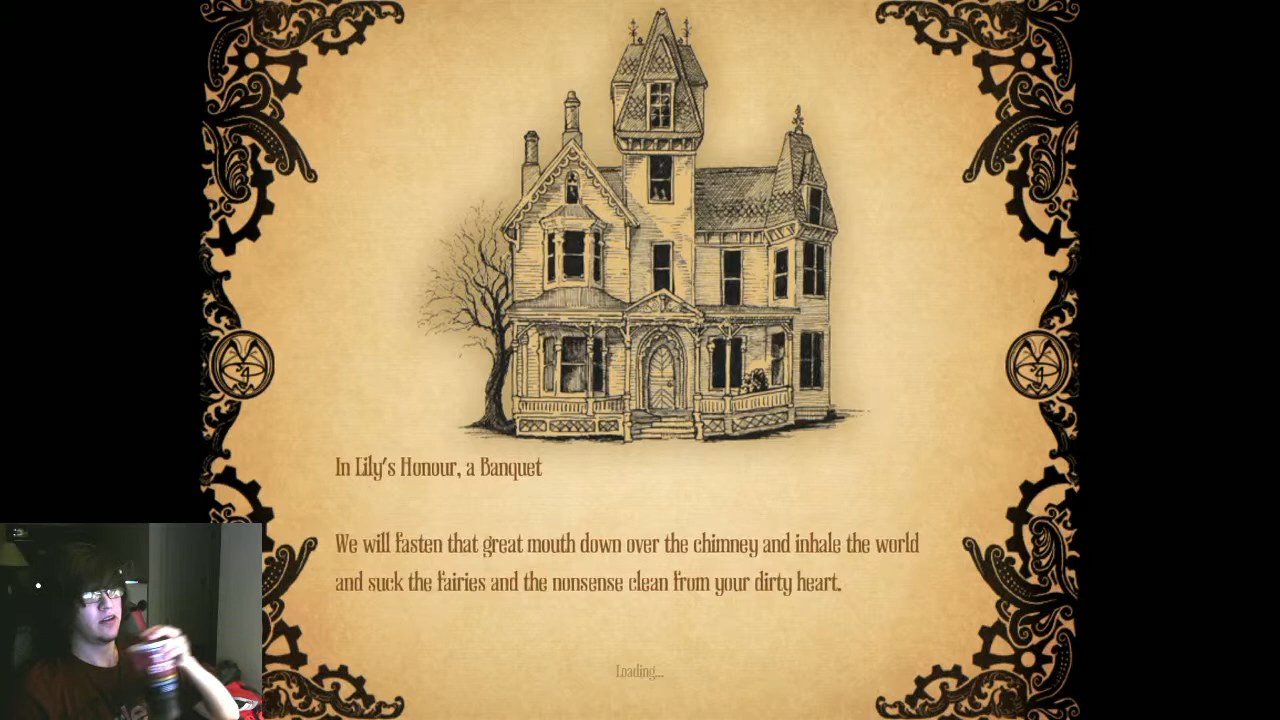 In Lily's Honour, a Banquet
We will fasten that great mouth down over the chimney and inhale the world
and suck the fairies and the nonsense clean from your dirty heart.
Loading...